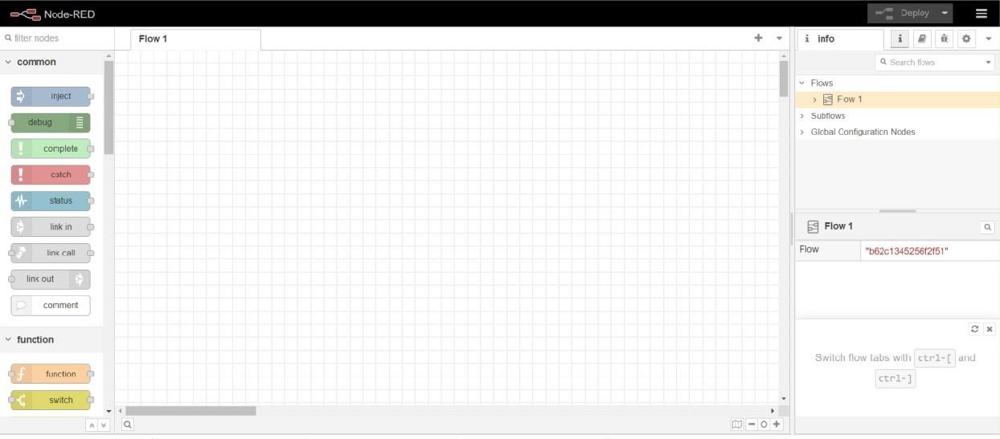 Node-RED
Deploy
filter nodes
Flow 1
info
common
Search flows
inject
Flows
debug
Flow 1
complete
Subflows
catch
Global Configuration Nodes
status
link in
link call
link out
comment
Flow 1
Flow "b62c1345256f2f51"
function
function
switch
Switch flow tabs with ctrl-[ and
ctrl-]